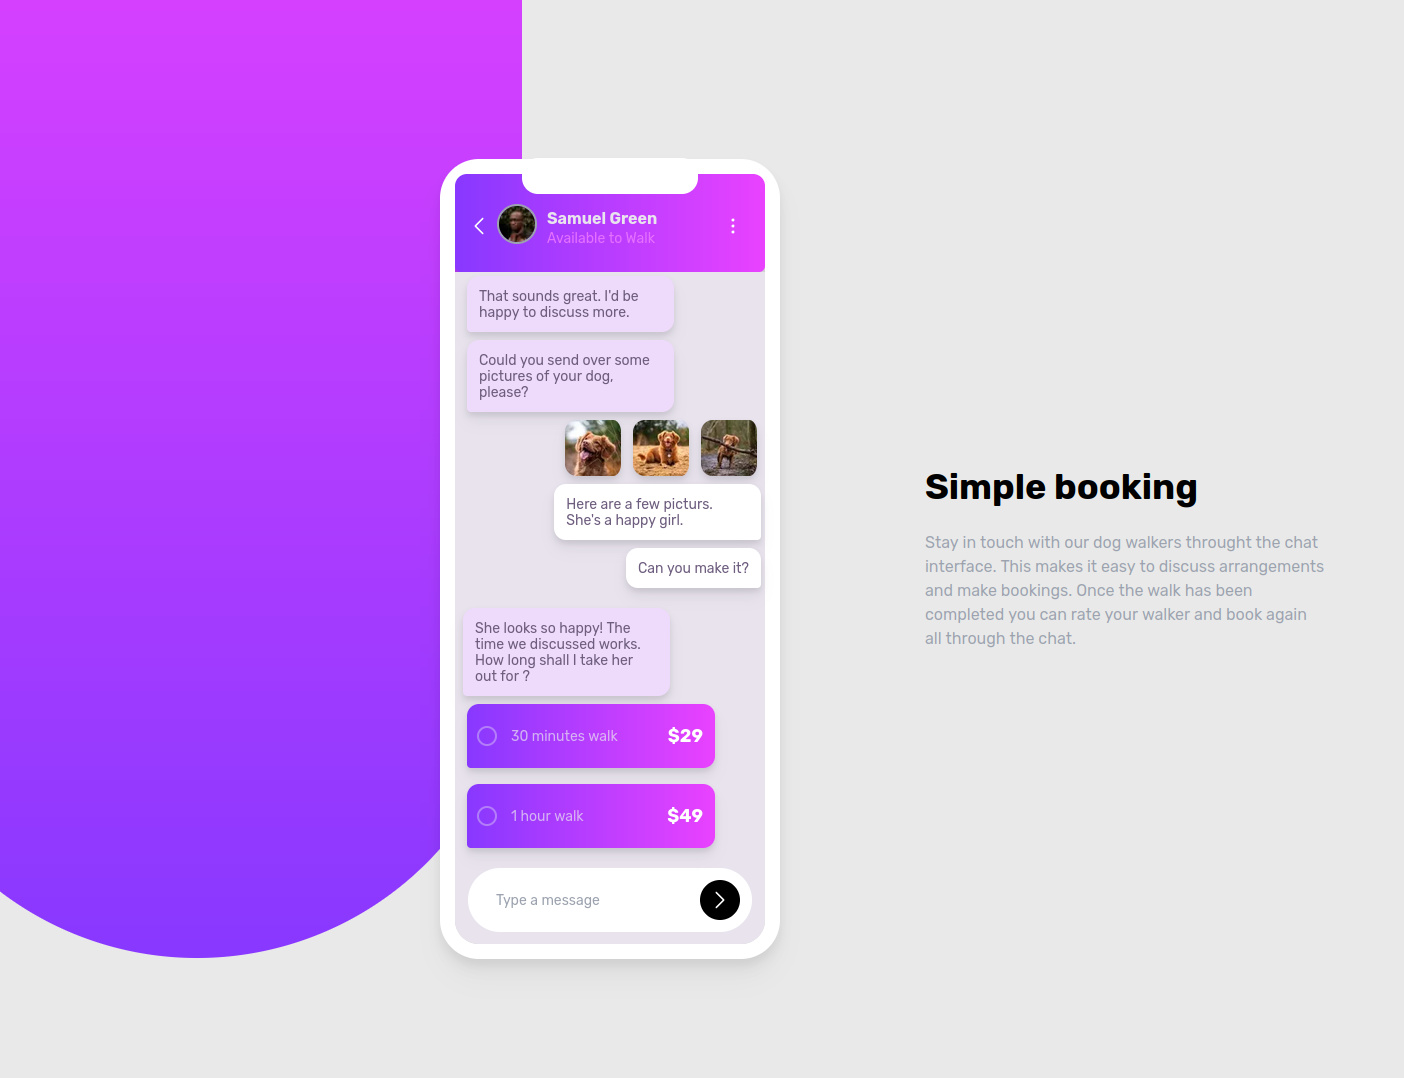 Samuel Green
Available to Walk
That sounds great. I'd be
happy to discuss more.
Could you send over some
pictures of your dog,
please?
Here are a few picturs.
She's a happy girl.
Can you make it?
She looks so happy! The
time we discussed works.
How long shall I take her
out for ?
30 minutes walk $29
1 hour walk $49
Type a message
Simple booking
Stay in touch with our dog walkers throught the chat
interface. This makes it easy to discuss arrangements
and make bookings. Once the walk has been
completed you can rate your walker and book again
all through the chat.